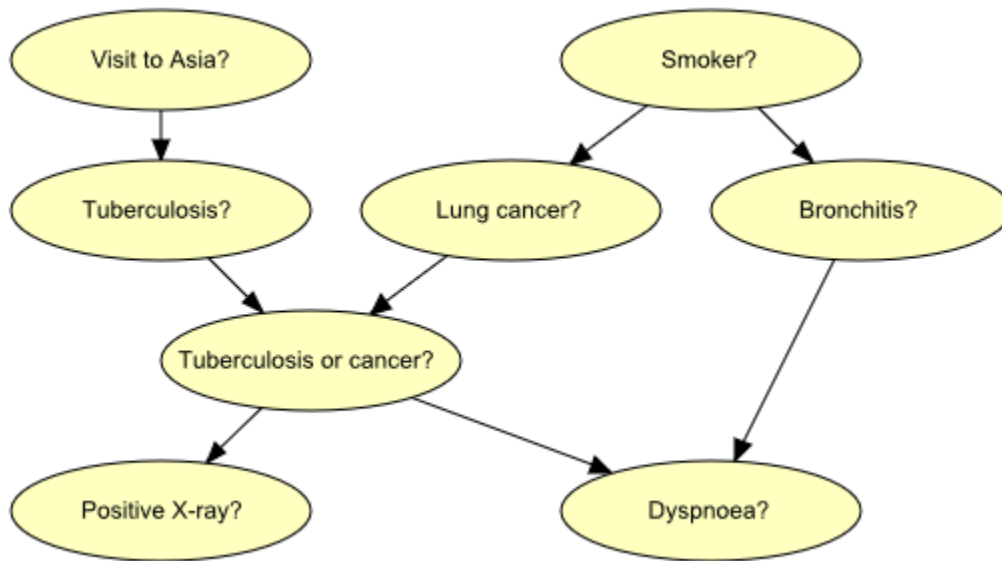 Visit to Asia?
Smoker?
Tuberculosis?
Lung cancer?
Bronchitis?
Tuberculosis or cancer?
Positive X-ray?
Dyspnoea?